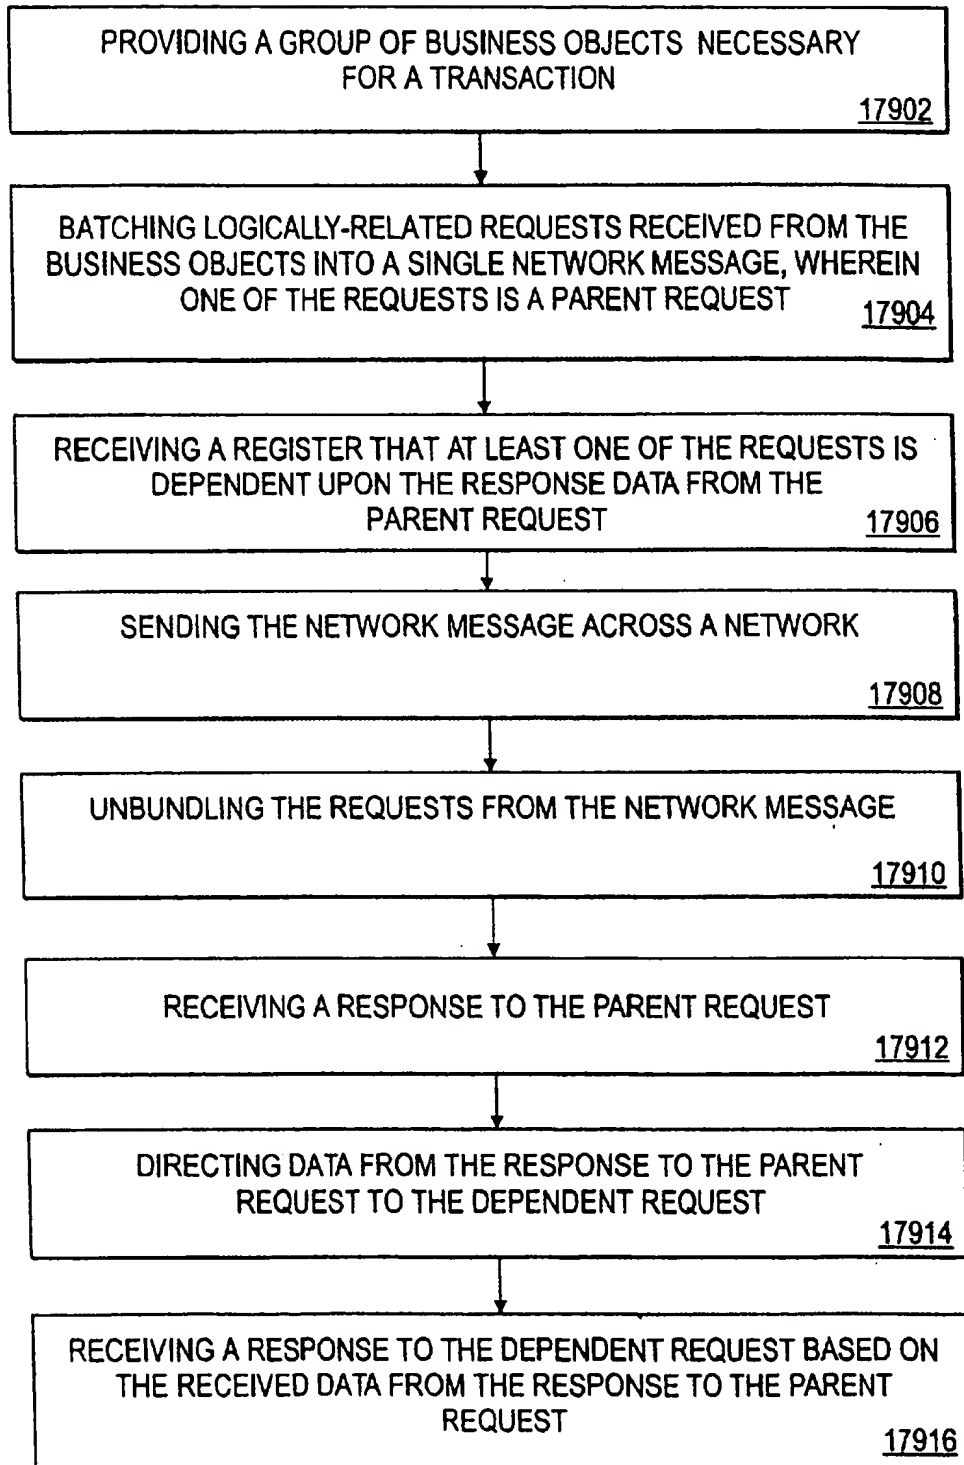 PROVIDING A GROUP OF BUSINESS OBJECTS NECESSARY
FOR A TRANSACTION
17902
BATCHING LOGICALLY-RELATED REQUESTS RECEIVED FROM THE
BUSINESS OBJECTS INTO A SINGLE NETWORK MESSAGE, WHEREIN
ONE OF THE REQUESTS IS A PARENT REQUEST
17904
RECEIVING A REGISTER THAT AT LEAST ONE OF THE REQUESTS IS
DEPENDENT UPON THE RESPONSE DATA FROM THE
PARENT REQUEST
17906
SENDING THE NETWORK MESSAGE ACROSS A NETWORK
17908
UNBUNDLING THE REQUESTS FROM THE NETWORK MESSAGE
17910
RECEIVING A RESPONSE TO THE PARENT REQUEST
17912
DIRECTING DATA FROM THE RESPONSE TO THE PARENT
REQUEST TO THE DEPENDENT REQUEST
17914
RECEIVING A RESPONSE TO THE DEPENDENT REQUEST BASED ON
THE RECEIVED DATA FROM THE RESPONSE TO THE PARENT
REQUEST
17916